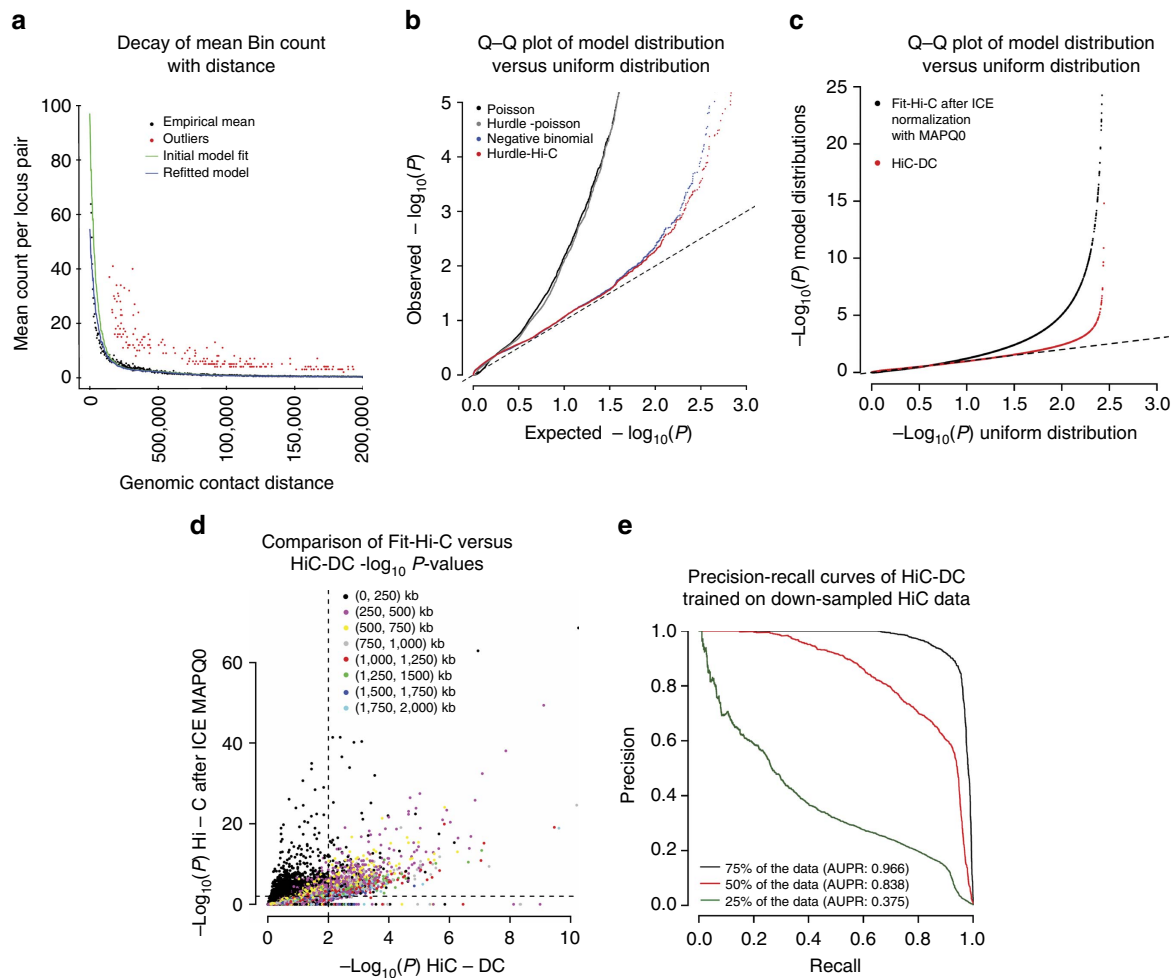 a
Decay of mean Bin count
with distance
Mean count per locus pair
100
80
60
40
20
0
Empirical mean
Outliers
Initial model fit
Refitted model
0
500,000
100,000
150,000
200,000
Genomic contact distance
b
Q–Q plot of model distribution
versus uniform distribution
Observed – log10(P)
5
4
3
2
1
0
Poisson
Hurdle -poisson
Negative binomial
Hurdle-Hi-C
0.0 0.5 1.0 1.5 2.0 2.5 3.0
Expected – log10(P)
c
Q–Q plot of model distribution
versus uniform distribution
–Log10(P) model distributions
25
20
15
10
5
0
Fit-Hi-C after ICE
normalization
with MAPQ0
HiC-DC
0.0 0.5 1.0 1.5 2.0 2.5 3.0
–Log10(P) uniform distribution
d
Comparison of Fit-Hi-C versus
HiC-DC -log10 P-values
–Log10(P) Hi – C after ICE MAPQ0
60
40
20
0
(0, 250) kb
(250, 500) kb
(500, 750) kb
(750, 1,000) kb
(1,000, 1,250) kb
(1,250, 1500) kb
(1,500, 1,750) kb
(1,750, 2,000) kb
0 2 4 6 8 10
–Log10(P) HiC – DC
e
Precision-recall curves of HiC-DC
trained on down-sampled HiC data
Precision
1.0
0.8
0.6
0.4
0.2
0.0
75% of the data (AUPR: 0.966)
50% of the data (AUPR: 0.838)
25% of the data (AUPR: 0.375)
0.0 0.2 0.4 0.6 0.8 1.0
Recall